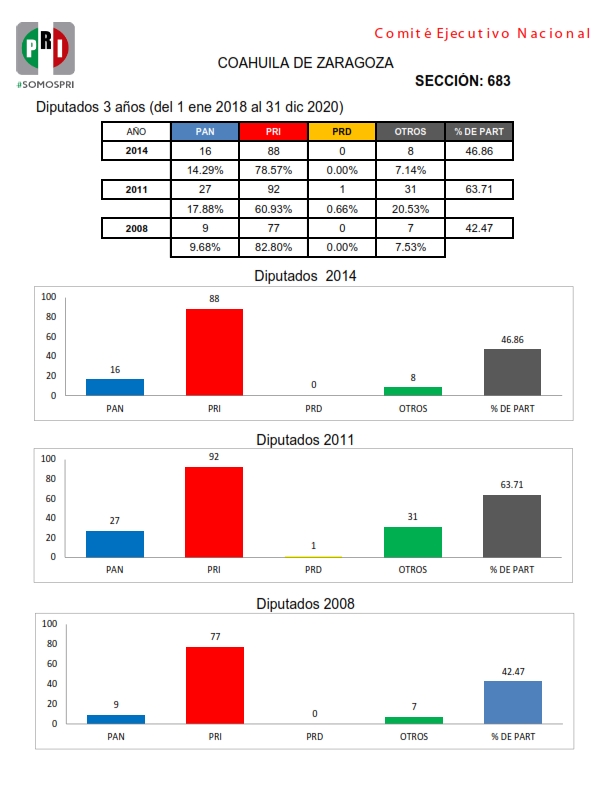 PRI
#SOMOSPRI
Comité Ejecutivo Nacional
COAHUILA DE ZARAGOZA
SECCIÓN: 683
Diputados 3 años (del 1 ene 2018 al 31 dic 2020)
AÑO PAN PRI PRD OTROS % DE PART
2014 16 88 0 8 46.86
14.29% 78.57% 0.00% 7.14%
2011 27 92 1 31 63.71
17.88% 60.93% 0.66% 20.53%
2008 9 77 0 7 42.47
9.68% 82.80% 0.00% 7.53%
Diputados 2014
100
80
60
40
20
0
16 88 0 8 46.86
PAN PRI PRD OTROS % DE PART
Diputados 2011
100
80
60
40
20
0
27 92 1 31 63.71
PAN PRI PRD OTROS % DE PART
Diputados 2008
100
80
60
40
20
0
9 77 0 7 42.47
PAN PRI PRD OTROS % DE PART